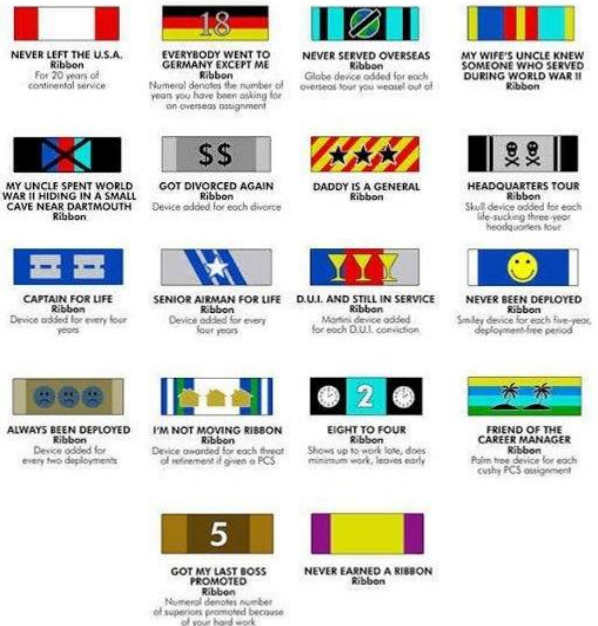 NEVER LEFT THE U.S.A.
Ribbon
For 20 years of
continental service
18
EVERYBODY WENT TO
GERMANY EXCEPT ME
Ribbon
Numeral denotes the number of
years you have been asking for
an overseas assignment
NEVER SERVED OVERSEAS
Ribbon
Globe device added for each
overseas tour you weasel out of
MY WIFE'S UNCLE KNEW
SOMEONE WHO SERVED
DURING WORLD WAR II
Ribbon
MY UNCLE SPENT WORLD
WAR II HIDING IN A SMALL
CAVE NEAR DARTMOUTH
Ribbon
$$
GOT DIVORCED AGAIN
Ribbon
Device added for each divorce
DADDY IS A GENERAL
Ribbon
HEADQUARTERS TOUR
Ribbon
Skull device added for each
life-sucking three-year
headquarters tour
CAPTAIN FOR LIFE
Ribbon
Device added for every four
years
SENIOR AIRMAN FOR LIFE
Ribbon
Device added for every
four years
D.U.I. AND STILL IN SERVICE
Ribbon
Martini device added
for each D.U.I. conviction
NEVER BEEN DEPLOYED
Ribbon
Smiley device for each five-year,
deployment-free period
ALWAYS BEEN DEPLOYED
Ribbon
Device added for
every two deployments
I'M NOT MOVING RIBBON
Ribbon
Device awarded for each threat
of retirement if given a PCS
2
EIGHT TO FOUR
Ribbon
Shows up to work late, does
minimum work, leaves early
FRIEND OF THE
CAREER MANAGER
Ribbon
Palm tree device for each
cushy PCS assignment
5
GOT MY LAST BOSS
PROMOTED
Ribbon
Numeral denotes number
of superiors promoted because
of your hard work
NEVER EARNED A RIBBON
Ribbon